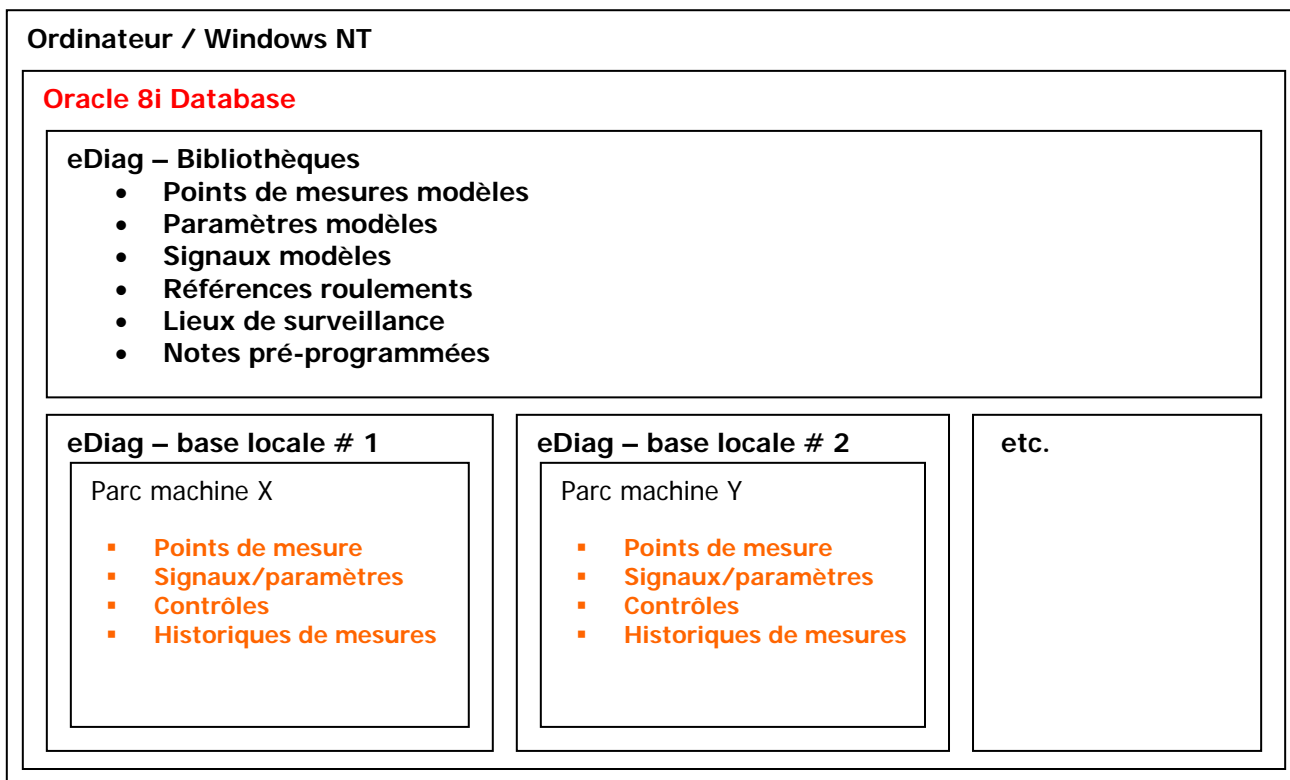 Ordinateur / Windows NT
Oracle 8i Database
eDiag – Bibliothèques
• Points de mesures modèles
• Paramètres modèles
• Signaux modèles
• Références roulements
• Lieux de surveillance
• Notes pré-programmées
eDiag – base locale # 1
Parc machine X
▪ Points de mesure
▪ Signaux/paramètres
▪ Contrôles
▪ Historiques de mesures
eDiag – base locale # 2
Parc machine Y
▪ Points de mesure
▪ Signaux/paramètres
▪ Contrôles
▪ Historiques de mesures
etc.